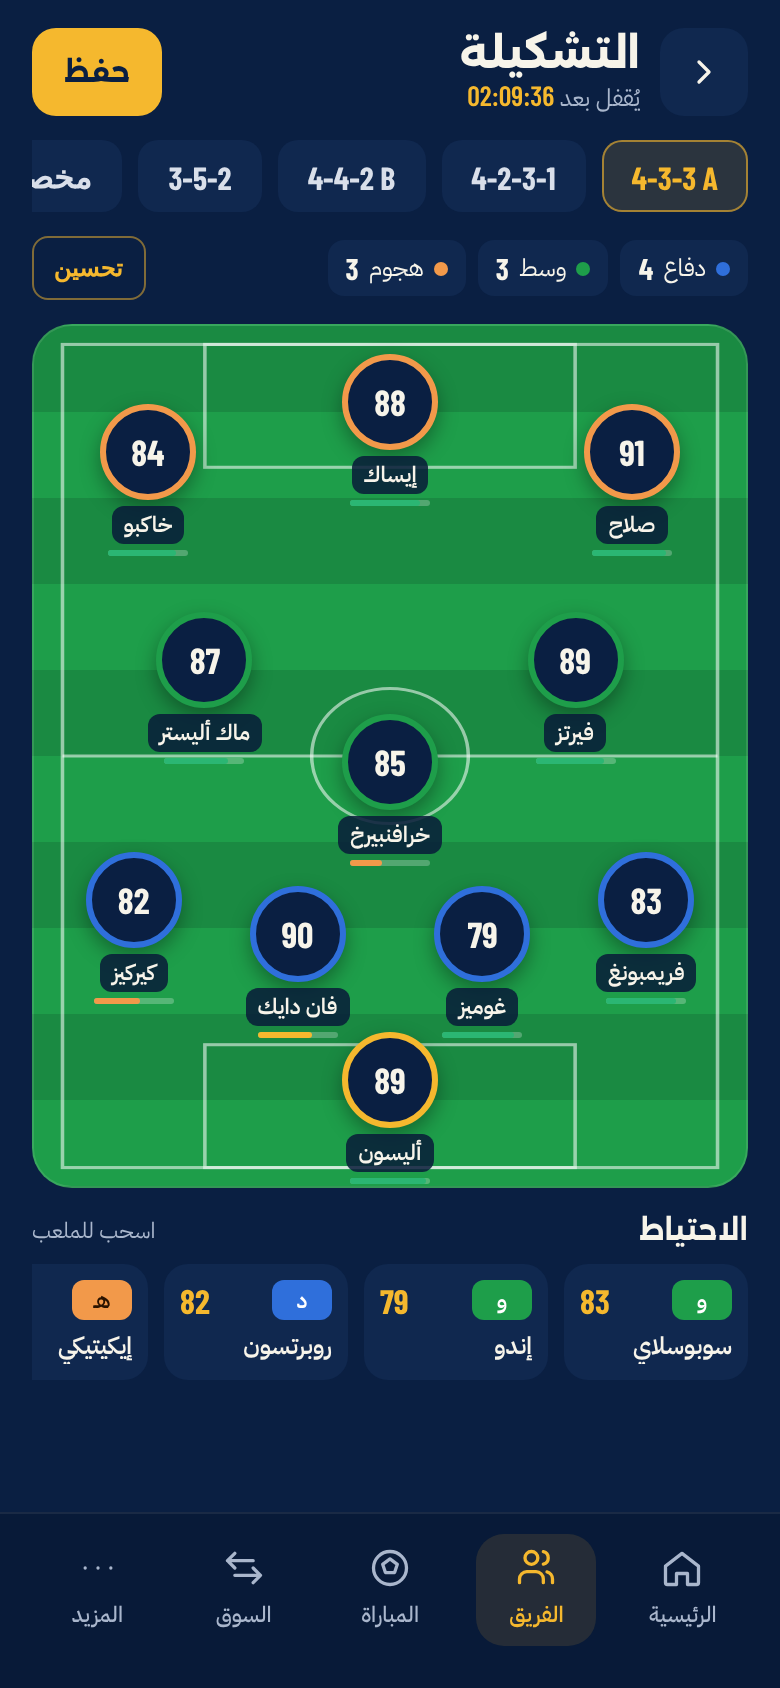 التشكيلة
يُقفل بعد 02:09:36
حفظ
4-3-3 A
4-2-3-1
4-4-2 B
3-5-2
مخص
دفاع 4
وسط 3
هجوم 3
تحسين
88
إيساك
91
صلاح
84
خاكبو
89
فيرتز
87
ماك أليستر
85
خرافنبيرخ
83
فريمبونغ
79
غوميز
90
فان دايك
82
كيركيز
89
أليسون
الاحتياط
اسحب للملعب
و 83
سوبوسلاي
و 79
إندو
د 82
روبرتسون
هـ
إيكيتيكي
الرئيسية
الفريق
المباراة
السوق
المزيد